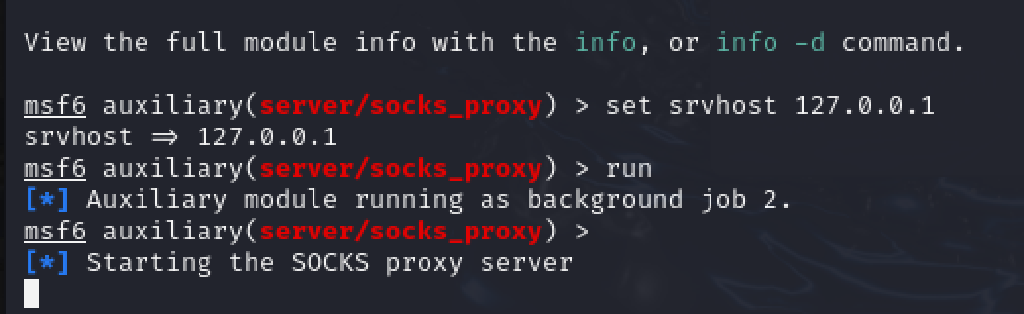 View the full module info with the info, or info -d command.
msf6 auxiliary(server/socks_proxy) > set srvhost 127.0.0.1
srvhost ⇒ 127.0.0.1
msf6 auxiliary(server/socks_proxy) > run
[*] Auxiliary module running as background job 2.
msf6 auxiliary(server/socks_proxy) >
[*] Starting the SOCKS proxy server